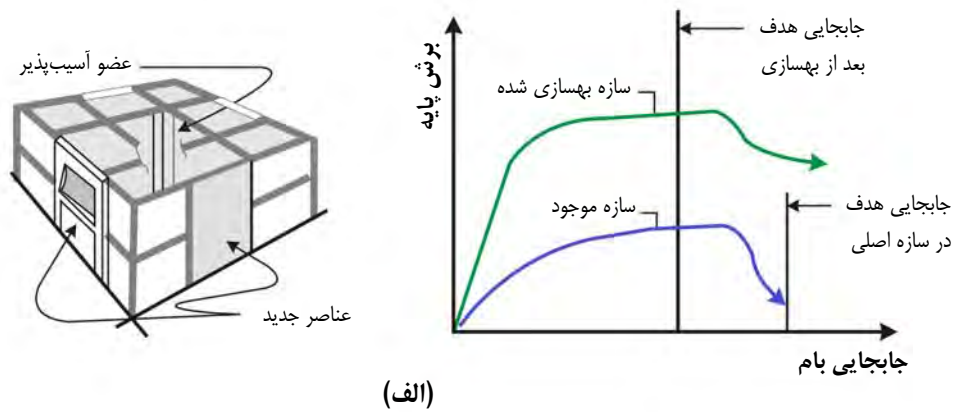 عضو آسیب‌پذیر
عناصر جدید
برش پایه
جابجایی هدف
بعد از بهسازی
سازه بهسازی شده
سازه موجود
جابجایی هدف
در سازه اصلی
جابجایی بام
(الف)